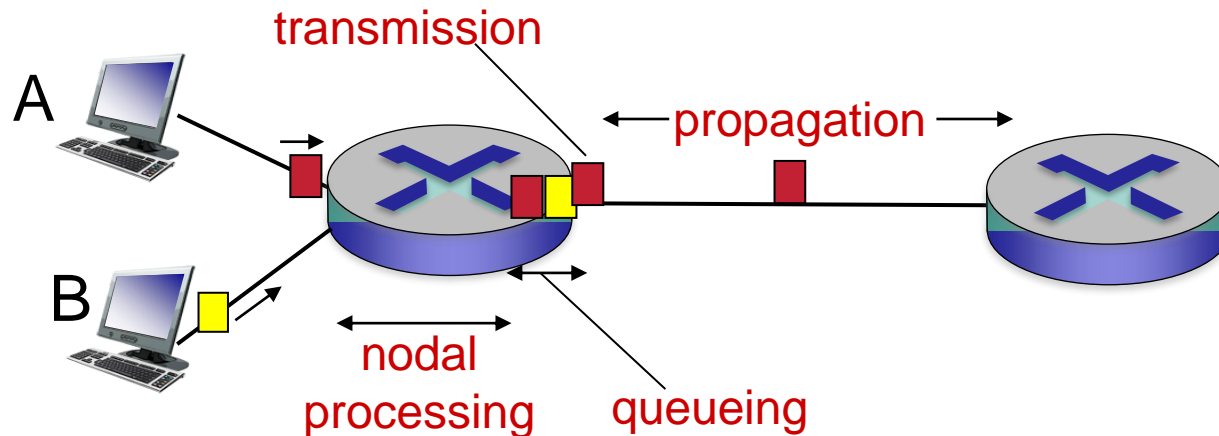 transmission
A
propagation
B
nodal
processing
queueing